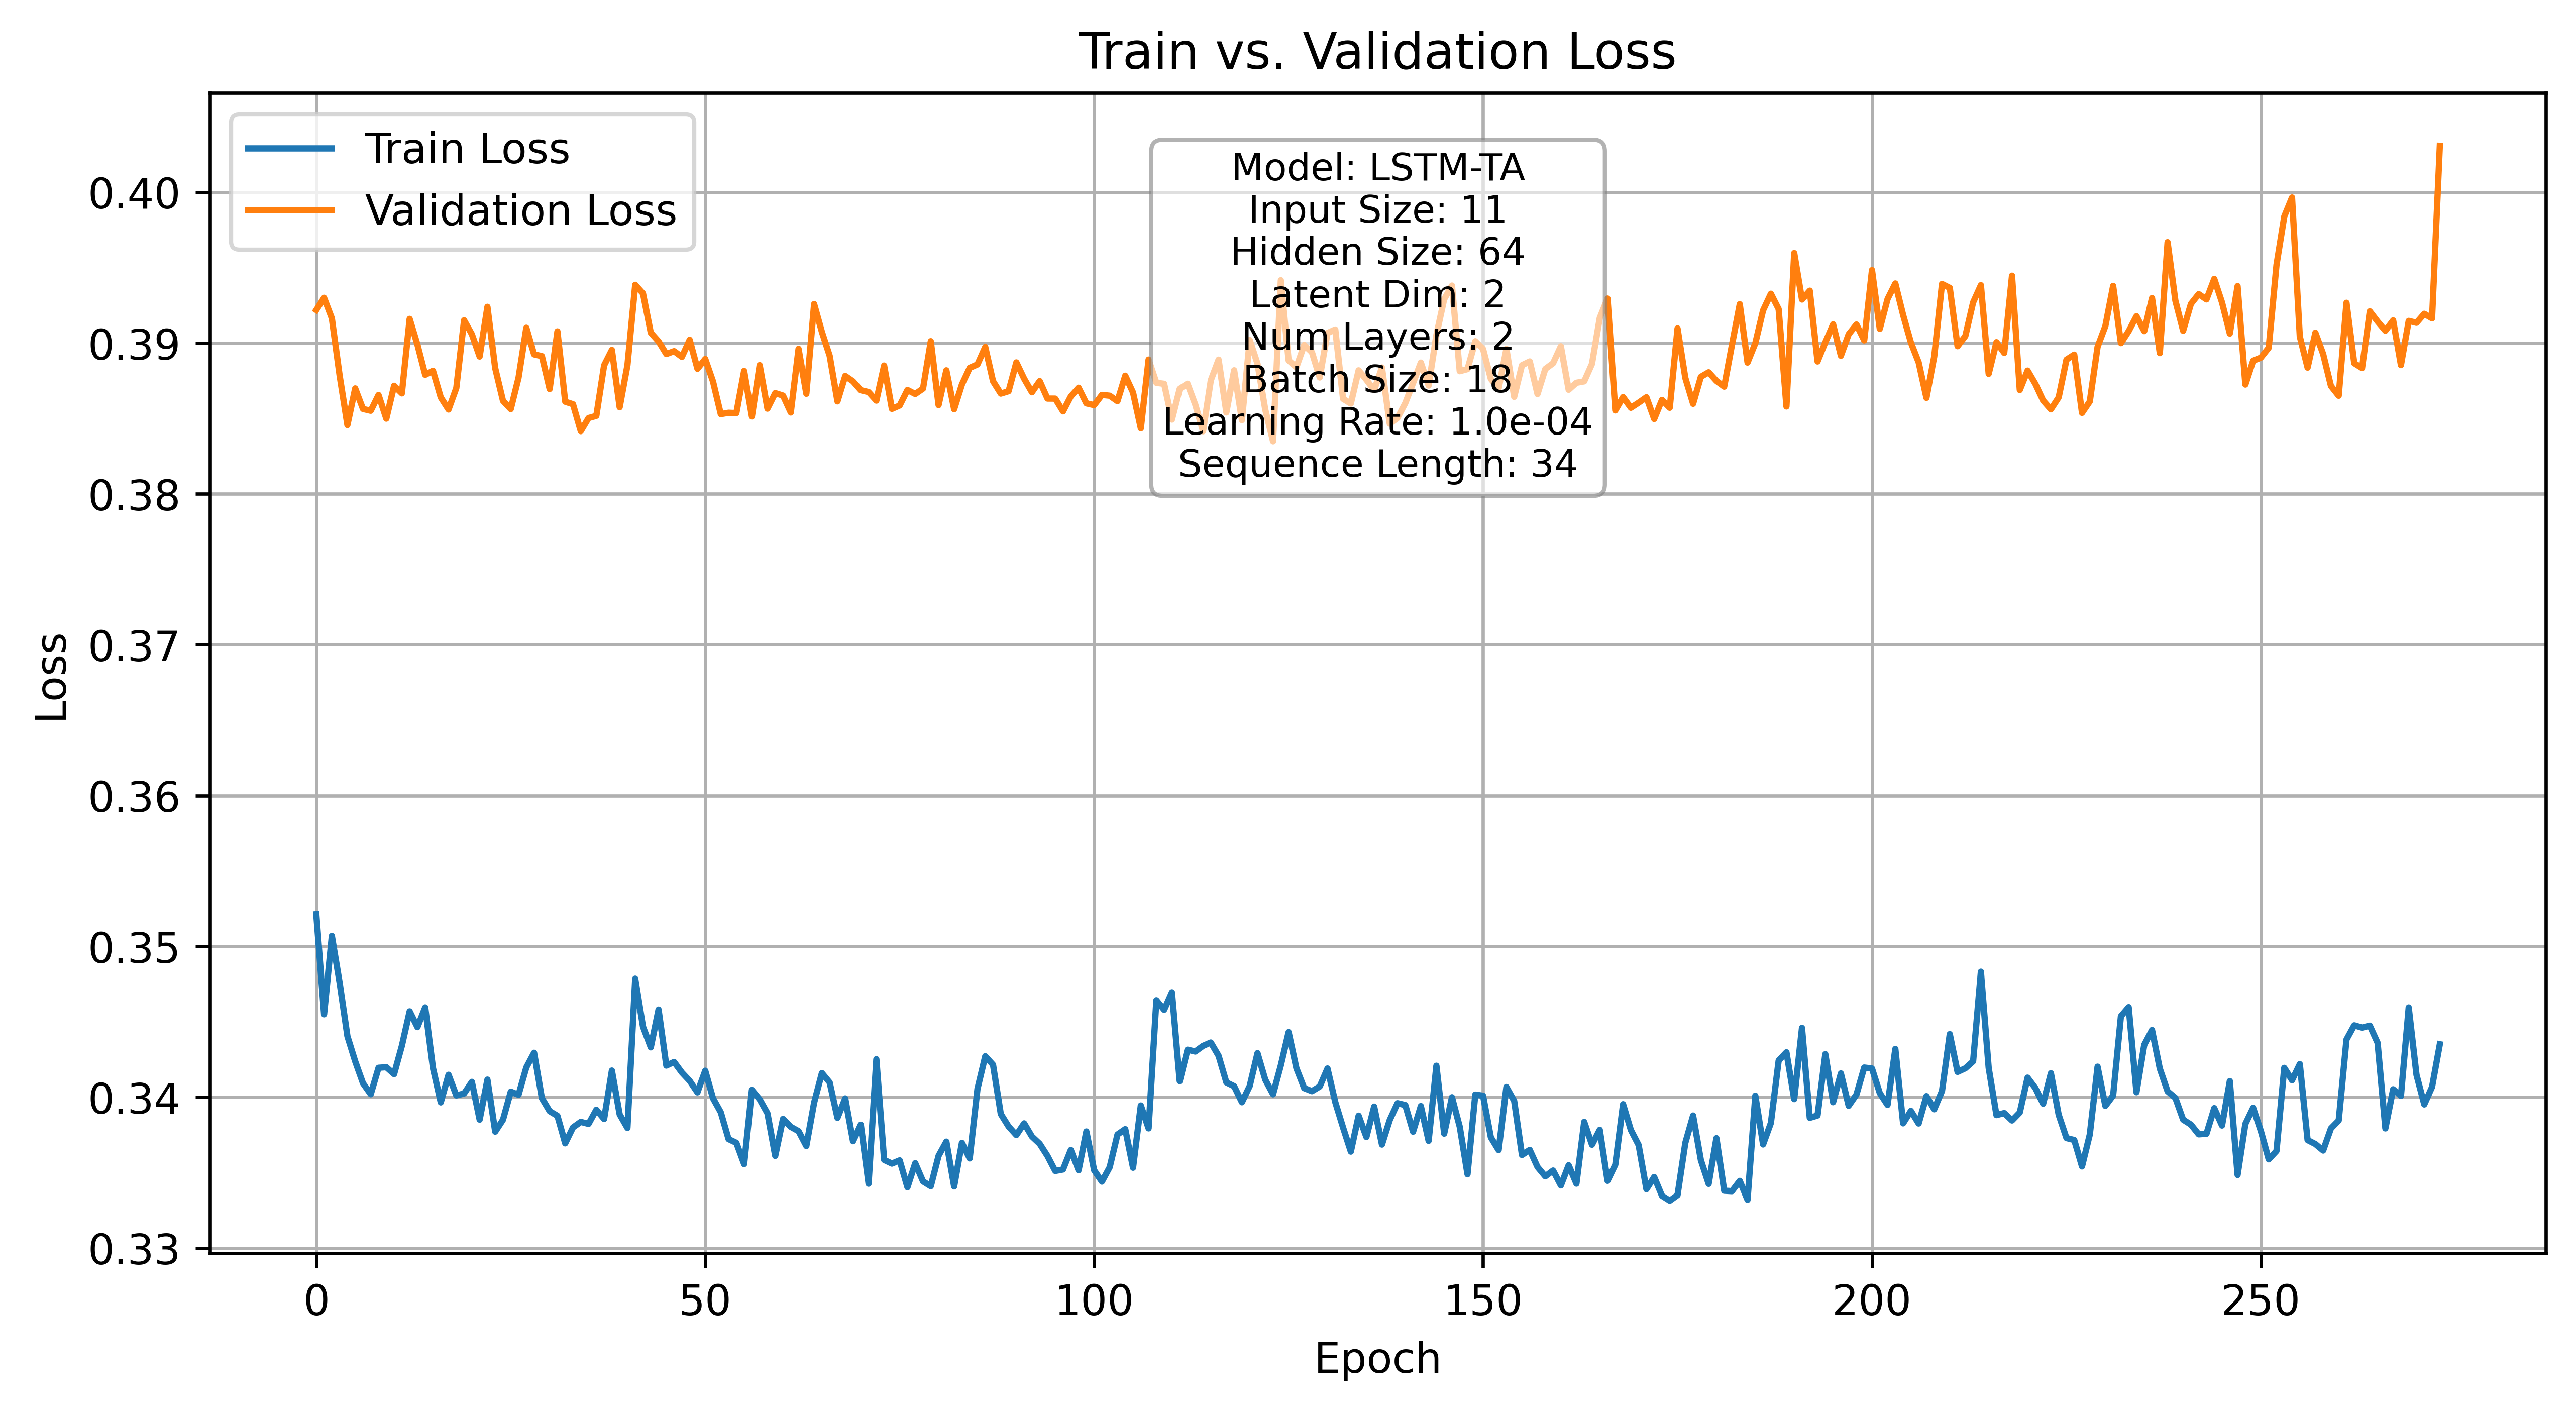 Train vs. Validation Loss
Train Loss
Validation Loss
Model: LSTM-TA
Input Size: 11
Hidden Size: 64
Latent Dim: 2
Num Layers: 2
Batch Size: 18
Learning Rate: 1.0e-04
Sequence Length: 34
Loss
0.40
0.39
0.38
0.37
0.36
0.35
0.34
0.33
0
50
100
150
200
250
Epoch